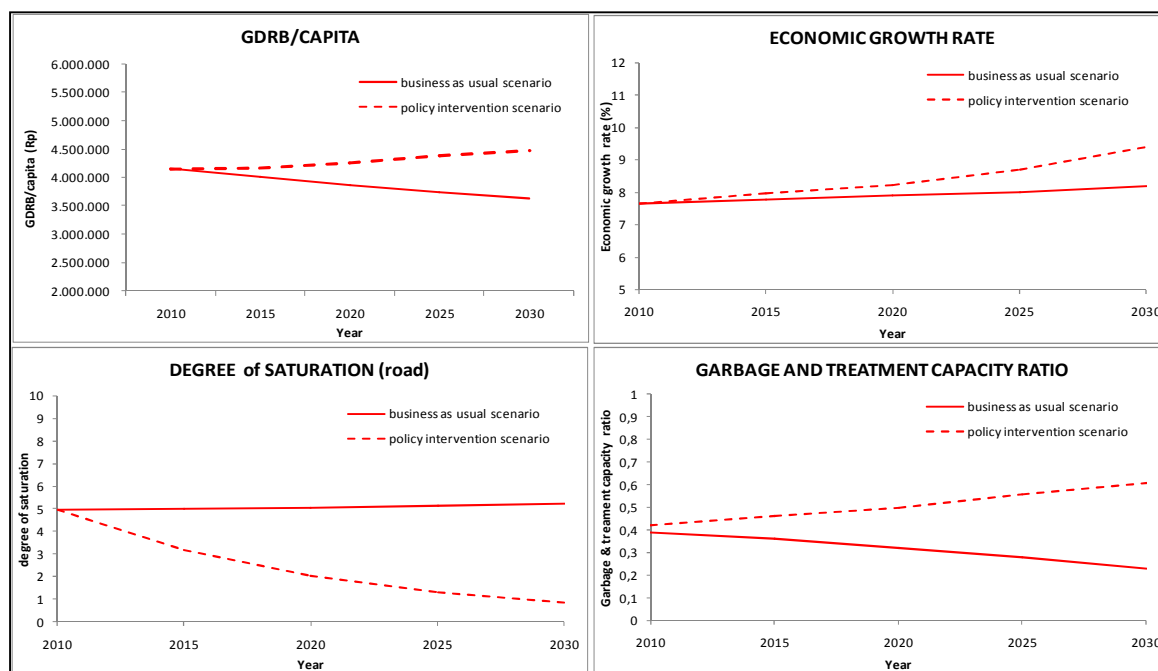 GDRB/CAPITA
6.000.000
5.500.000
5.000.000
4.500.000
4.000.000
3.500.000
3.000.000
2.500.000
2.000.000
GDRB/capita (Rp)
business as usual scenario
policy intervention scenario
2010 2015 2020 2025 2030
Year
ECONOMIC GROWTH RATE
12
11
10
9
8
7
6
5
Economic growth rate (%)
business as usual scenario
policy intervention scenario
2010 2015 2020 2025 2030
Year
DEGREE of SATURATION (road)
10
9
8
7
6
5
4
3
2
1
0
degree of saturation
business as usual scenario
policy intervention scenario
2010 2015 2020 2025 2030
Year
GARBAGE AND TREATMENT CAPACITY RATIO
1
0,9
0,8
0,7
0,6
0,5
0,4
0,3
0,2
0,1
0
Garbage & treament capacity ratio
business as usual scenario
policy intervention scenario
2010 2015 2020 2025 2030
Year